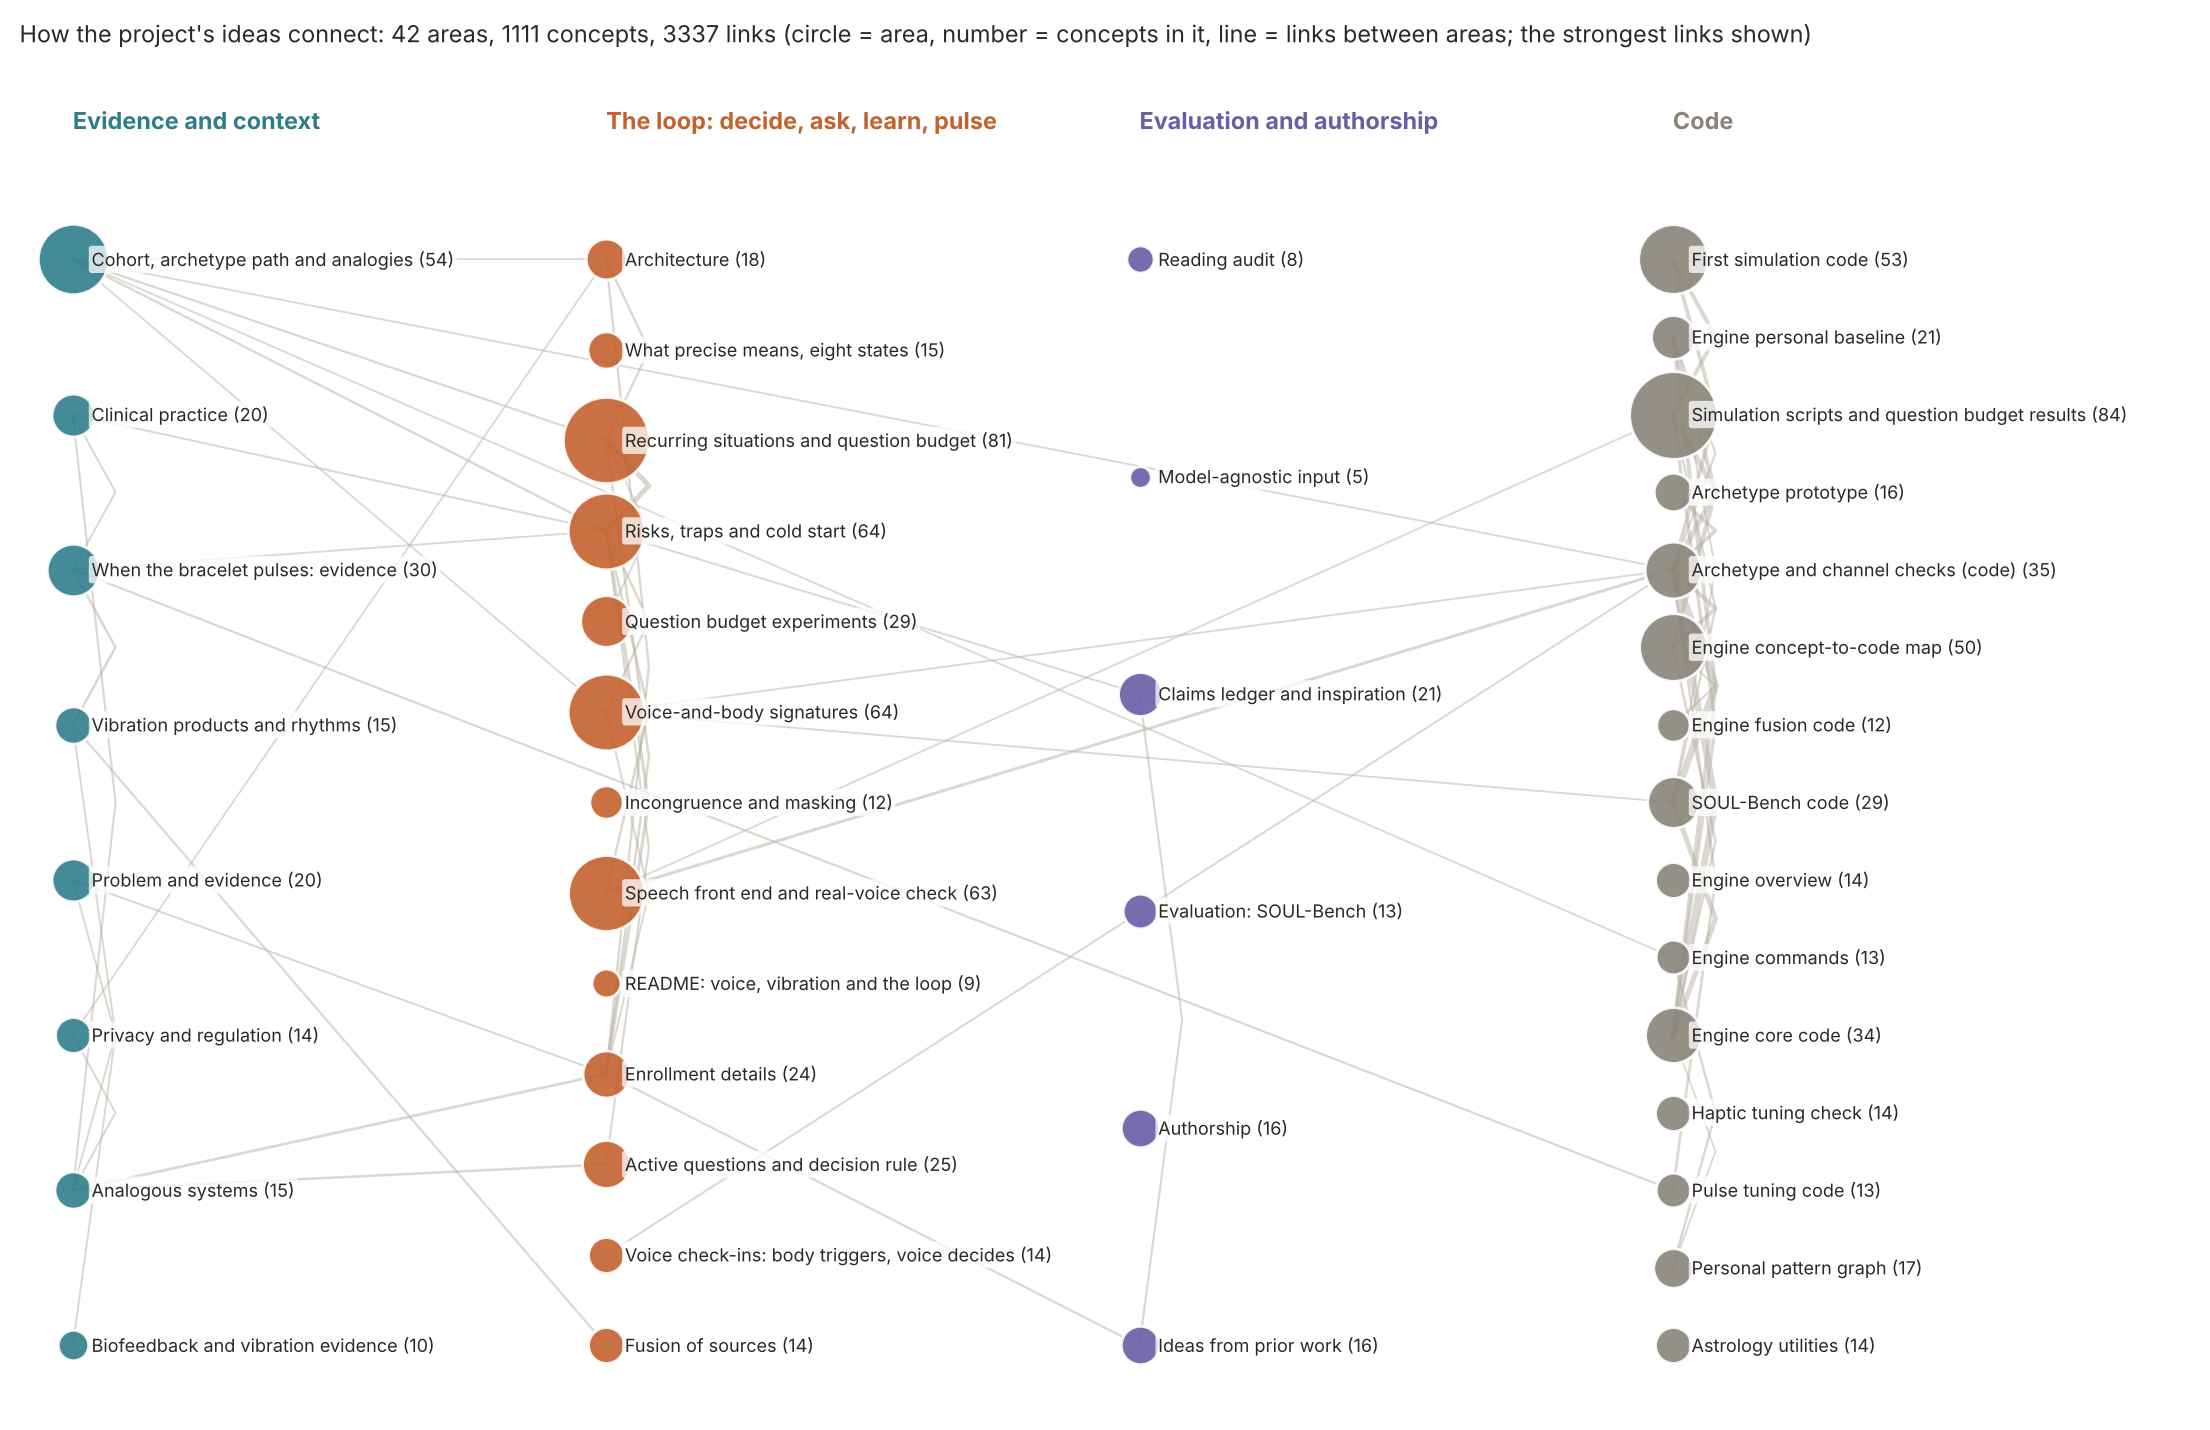 How the project's ideas connect: 42 areas, 1111 concepts, 3337 links (circle = area, number = concepts in it, line = links between areas; the strongest links shown)
Evidence and context
Cohort, archetype path and analogies (54)
Clinical practice (20)
When the bracelet pulses: evidence (30)
Vibration products and rhythms (15)
Problem and evidence (20)
Privacy and regulation (14)
Analogous systems (15)
Biofeedback and vibration evidence (10)
The loop: decide, ask, learn, pulse
Architecture (18)
What precise means, eight states (15)
Recurring situations and question budget (81)
Risks, traps and cold start (64)
Question budget experiments (29)
Voice-and-body signatures (64)
Incongruence and masking (12)
Speech front end and real-voice check (63)
README: voice, vibration and the loop (9)
Enrollment details (24)
Active questions and decision rule (25)
Voice check-ins: body triggers, voice decides (14)
Fusion of sources (14)
Evaluation and authorship
Reading audit (8)
Model-agnostic input (5)
Claims ledger and inspiration (21)
Evaluation: SOUL-Bench (13)
Authorship (16)
Ideas from prior work (16)
Code
First simulation code (53)
Engine personal baseline (21)
Simulation scripts and question budget results (84)
Archetype prototype (16)
Archetype and channel checks (code) (35)
Engine concept-to-code map (50)
Engine fusion code (12)
SOUL-Bench code (29)
Engine overview (14)
Engine commands (13)
Engine core code (34)
Haptic tuning check (14)
Pulse tuning code (13)
Personal pattern graph (17)
Astrology utilities (14)